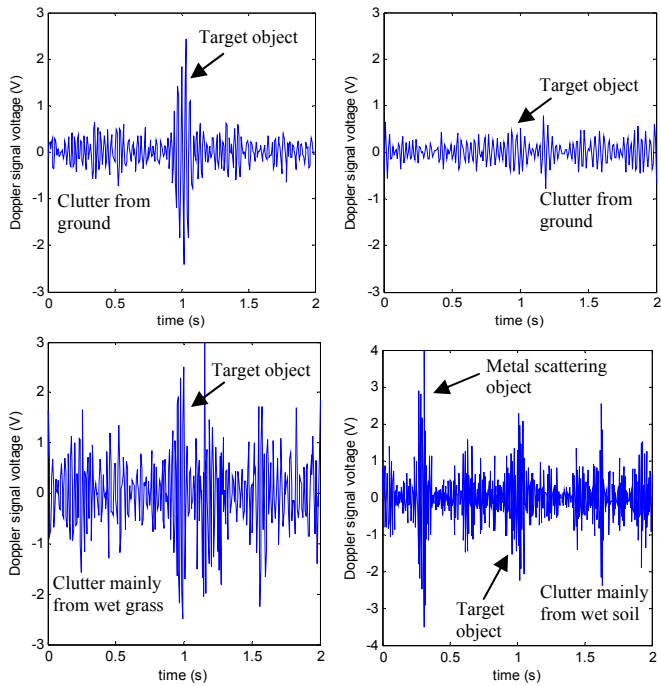 3
2
1
0
-1
-2
-3
Doppler signal voltage (V)
Target object
Clutter from
ground
0 0.5 1 1.5 2
time (s)
3
2
1
0
-1
-2
-3
Doppler signal voltage (V)
Target object
Clutter from
ground
0 0.5 1 1.5 2
time (s)
3
2
1
0
-1
-2
-3
Doppler signal voltage (V)
Target object
Clutter mainly
from wet grass
0 0.5 1 1.5 2
time (s)
4
3
2
1
0
-1
-2
-3
-4
Doppler signal voltage (V)
Metal scattering
object
Target
object
Clutter mainly
from wet soil
0 0.5 1 1.5 2
time (s)